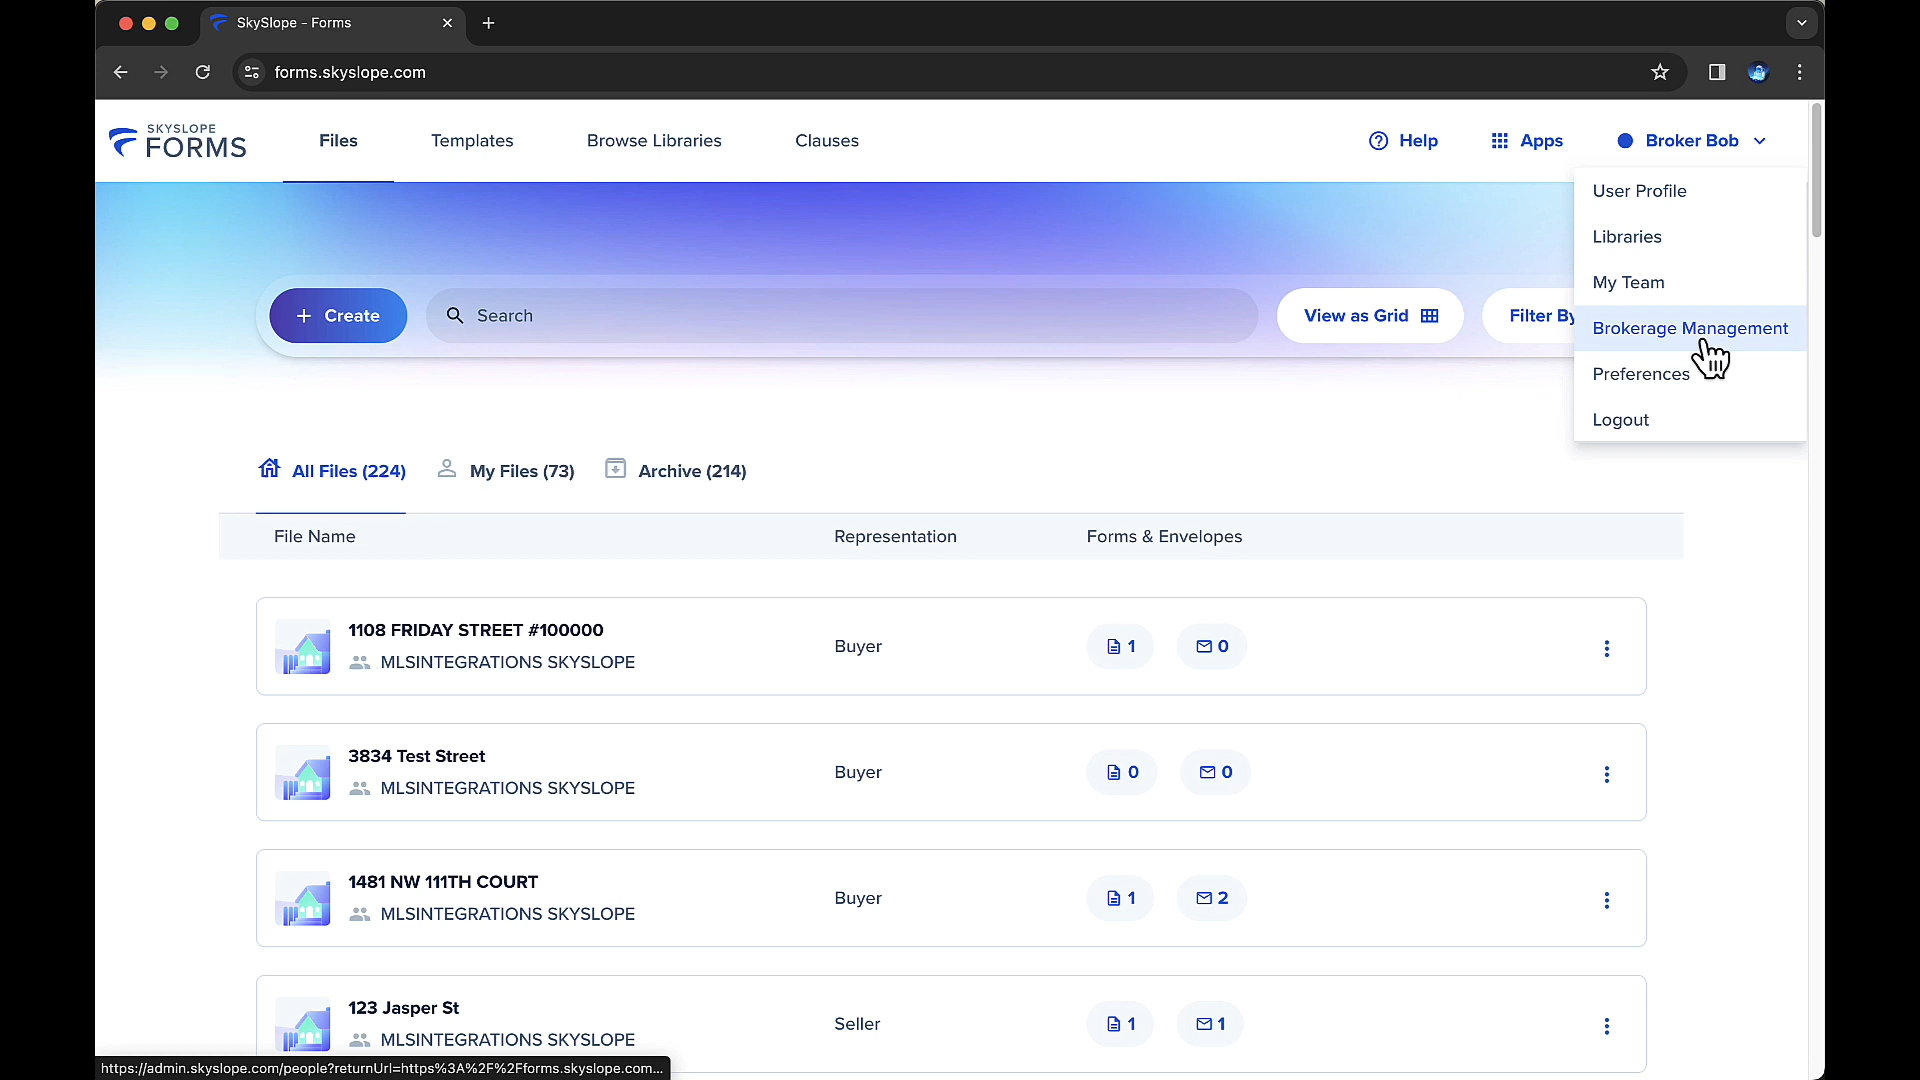 SkySlope - Forms
forms.skyslope.com
SKYSLOPE
FORMS
Files
Templates
Browse Libraries
Clauses
Help
Apps
Broker Bob
User Profile
Libraries
My Team
Brokerage Management
Preferences
Logout
Create
Search
View as Grid
Filter By
All Files (224)
My Files (73)
Archive (214)
File Name
Representation
Forms & Envelopes
1108 FRIDAY STREET #100000
MLSINTEGRATIONS SKYSLOPE
Buyer
1
0
3834 Test Street
MLSINTEGRATIONS SKYSLOPE
Buyer
0
0
1481 NW 111TH COURT
MLSINTEGRATIONS SKYSLOPE
Buyer
1
2
123 Jasper St
MLSINTEGRATIONS SKYSLOPE
Seller
1
1
https://admin.skyslope.com/people?returnUrl=https%3A%2F%2Fforms.skyslope.com...